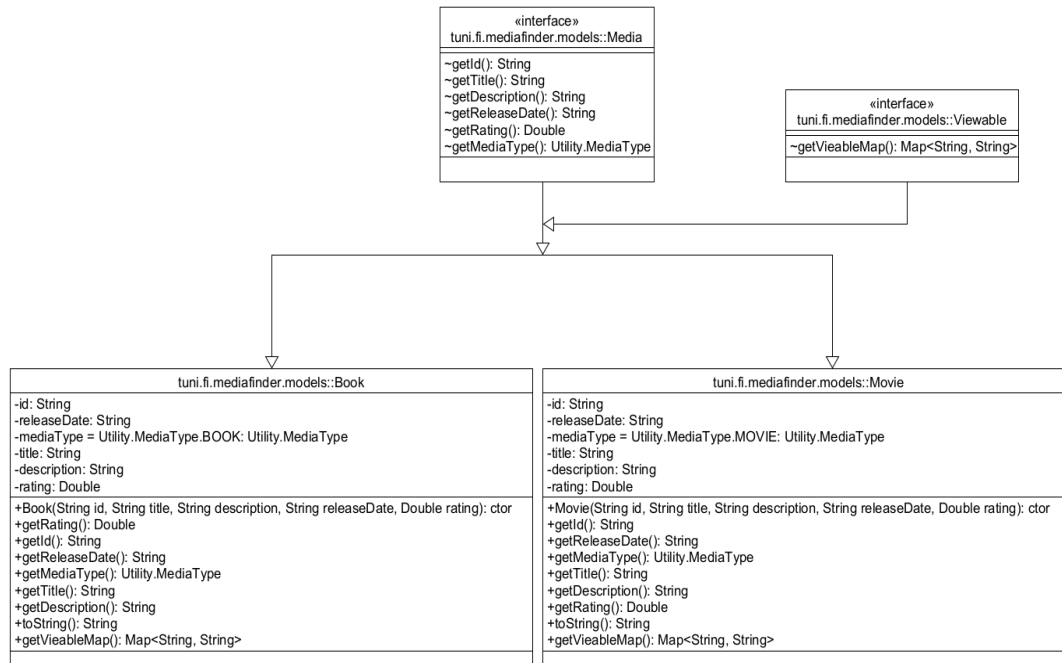 «interface»
tuni.fi.mediafinder.models::Media
~getId(): String
~getTitle(): String
~getDescription(): String
~getReleaseDate(): String
~getRating(): Double
~getMediaType(): Utility.MediaType
«interface»
tuni.fi.mediafinder.models::Viewable
~getVieableMap(): Map<String, String>
tuni.fi.mediafinder.models::Book
-id: String
-releaseDate: String
-mediaType = Utility.MediaType.BOOK: Utility.MediaType
-title: String
-description: String
-rating: Double
+Book(String id, String title, String description, String releaseDate, Double rating): ctor
+getRating(): Double
+getId(): String
+getReleaseDate(): String
+getMediaType(): Utility.MediaType
+getTitle(): String
+getDescription(): String
+toString(): String
+getVieableMap(): Map<String, String>
tuni.fi.mediafinder.models::Movie
-id: String
-releaseDate: String
-mediaType = Utility.MediaType.MOVIE: Utility.MediaType
-title: String
-description: String
-rating: Double
+Movie(String id, String title, String description, String releaseDate, Double rating): ctor
+getId(): String
+getReleaseDate(): String
+getMediaType(): Utility.MediaType
+getTitle(): String
+getDescription(): String
+getRating(): Double
+toString(): String
+getVieableMap(): Map<String, String>